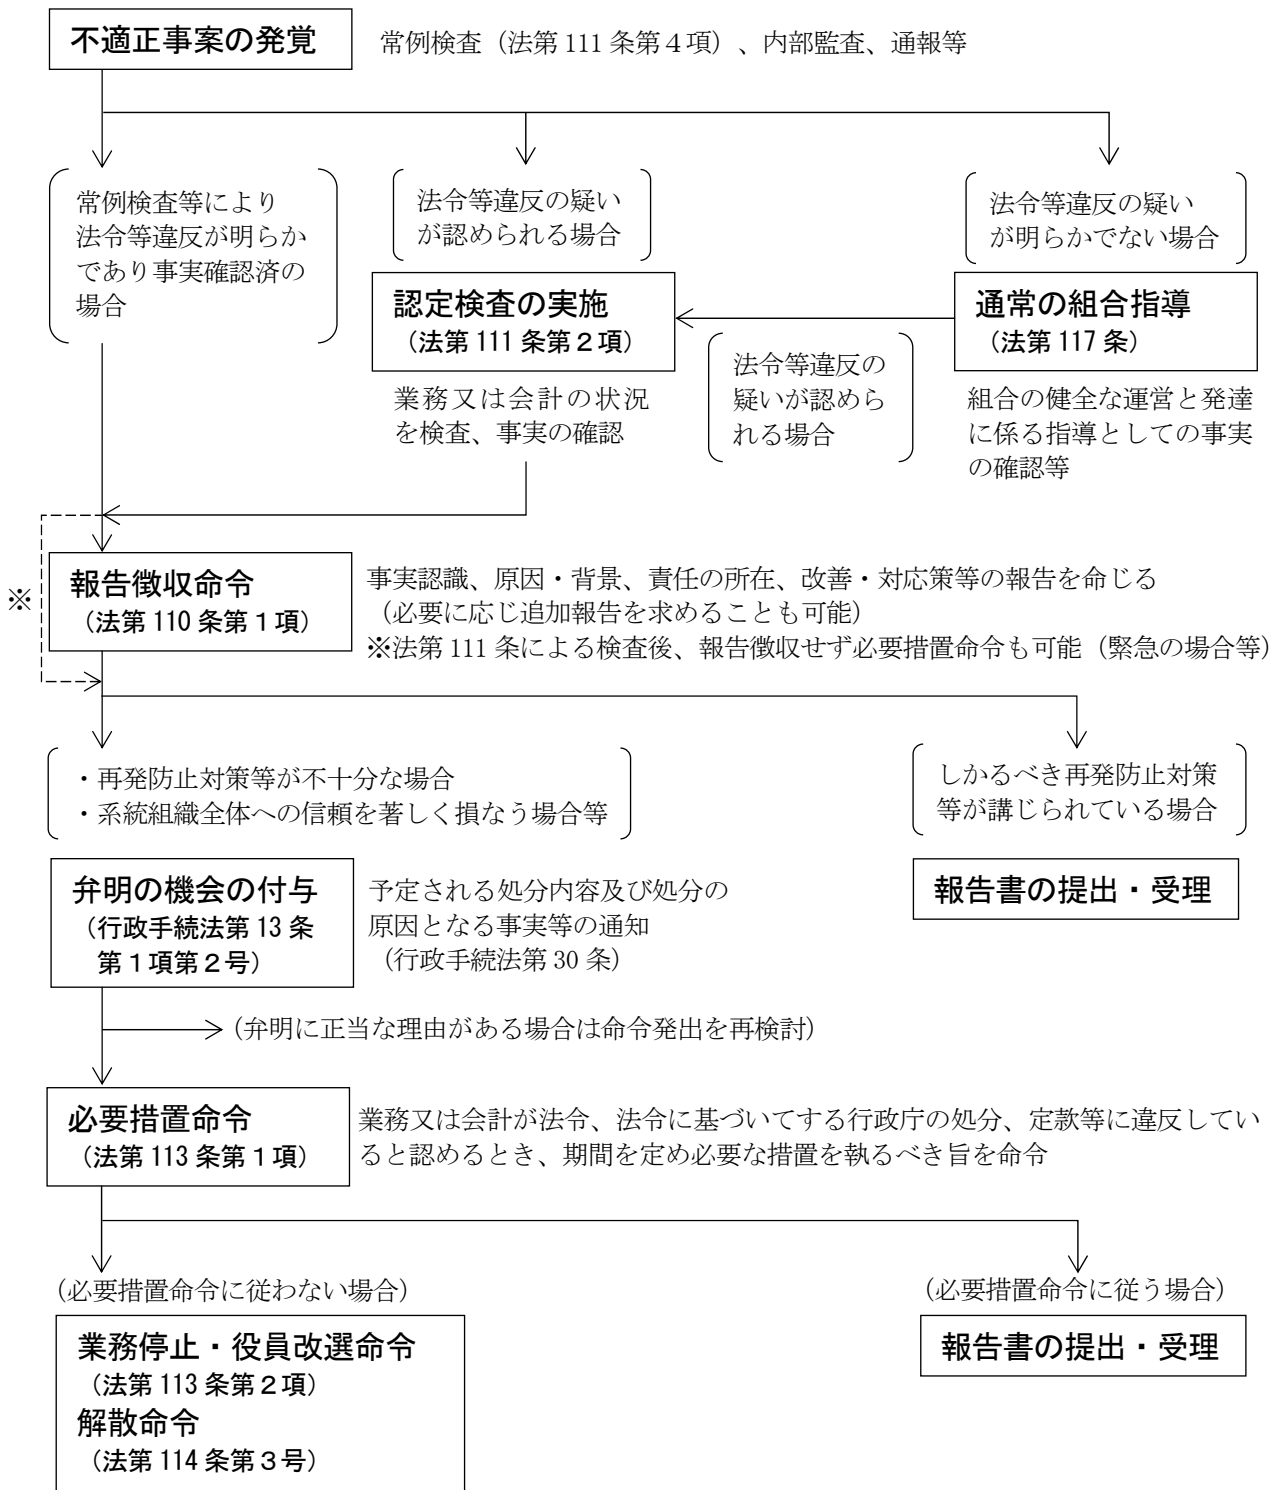 不適正事案の発覚
常例検査(法第 111 条第4項)、内部監査、通報等
常例検査等により
法令等違反が明らか
であり事実確認済の
場合
法令等違反の疑い
が認められる場合
法令等違反の疑い
が明らかでない場合
認定検査の実施
(法第 111 条第2項)
業務又は会計の状況
を検査、事実の確認
法令等違反の
疑いが認めら
れる場合
通常の組合指導
(法第 117 条)
組合の健全な運営と発達
に係る指導としての事実
の確認等
※
報告徴収命令
(法第 110 条第1項)
事実認識、原因・背景、責任の所在、改善・対応策等の報告を命じる
(必要に応じ追加報告を求めることも可能)
※法第 111 条による検査後、報告徴収せず必要措置命令も可能(緊急の場合等)
・再発防止対策等が不十分な場合
・系統組織全体への信頼を著しく損なう場合等
しかるべき再発防止対策
等が講じられている場合
弁明の機会の付与
(行政手続法第 13 条
第1項第2号)
予定される処分内容及び処分の
原因となる事実等の通知
(行政手続法第 30 条)
報告書の提出・受理
(弁明に正当な理由がある場合は命令発出を再検討)
必要措置命令
(法第 113 条第1項)
業務又は会計が法令、法令に基づいてする行政庁の処分、定款等に違反してい
ると認めるとき、期間を定め必要な措置を執るべき旨を命令
(必要措置命令に従わない場合)
(必要措置命令に従う場合)
業務停止・役員改選命令
(法第 113 条第2項)
解散命令
(法第 114 条第3号)
報告書の提出・受理